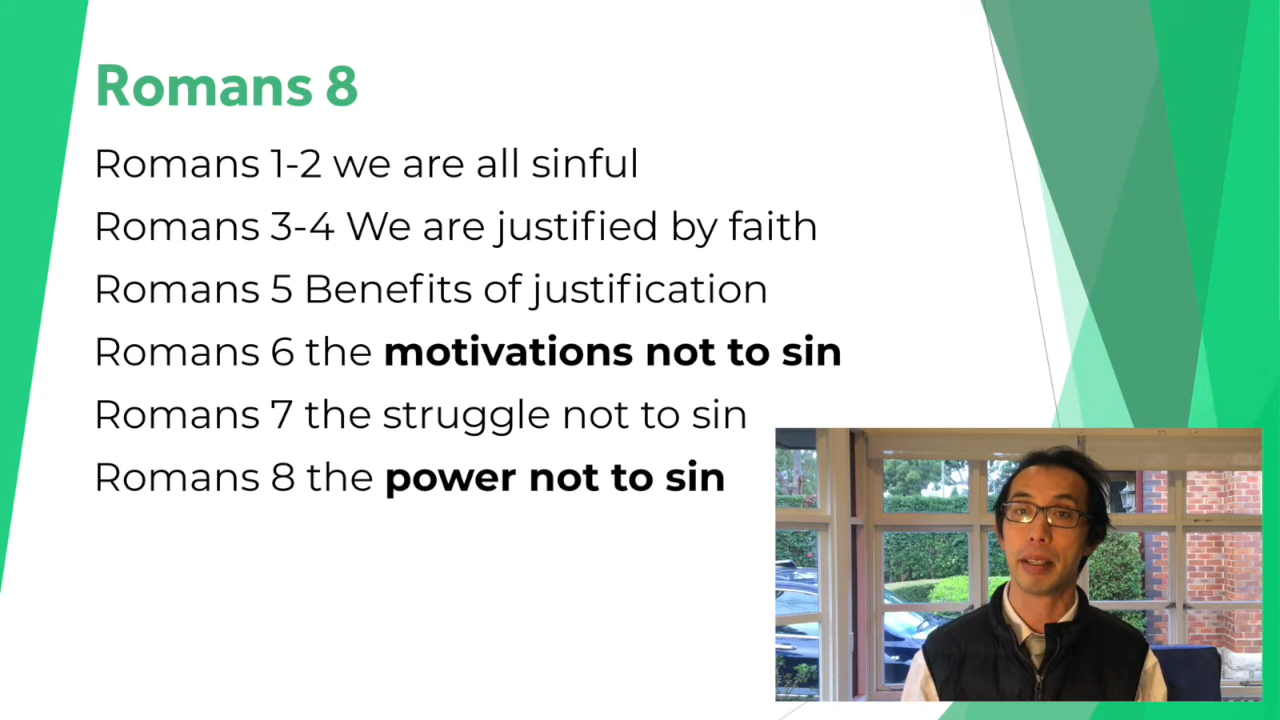 Romans 8
Romans 1-2 we are all sinful
Romans 3-4 We are justified by faith
Romans 5 Benefits of justification
Romans 6 the motivations not to sin
Romans 7 the struggle not to sin
Romans 8 the power not to sin